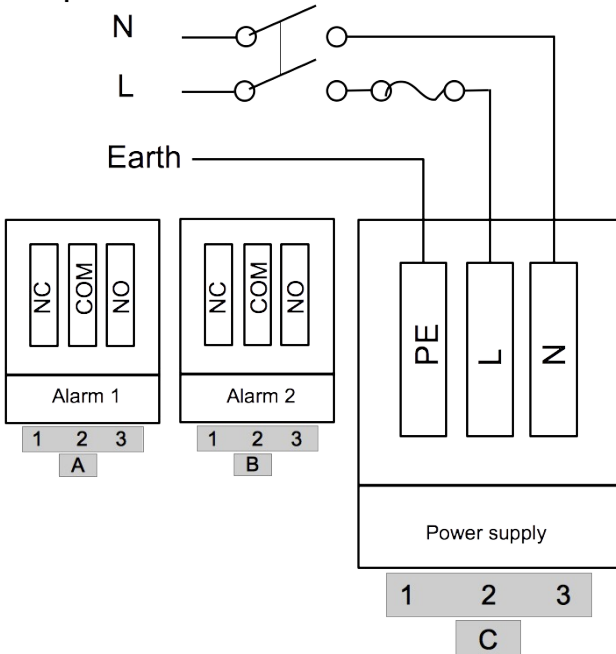 N
L
Earth
NC COM NO
NC COM NO
PE L N
Alarm 1
Alarm 2
1 2 3
A
1 2 3
B
Power supply
1 2 3
C